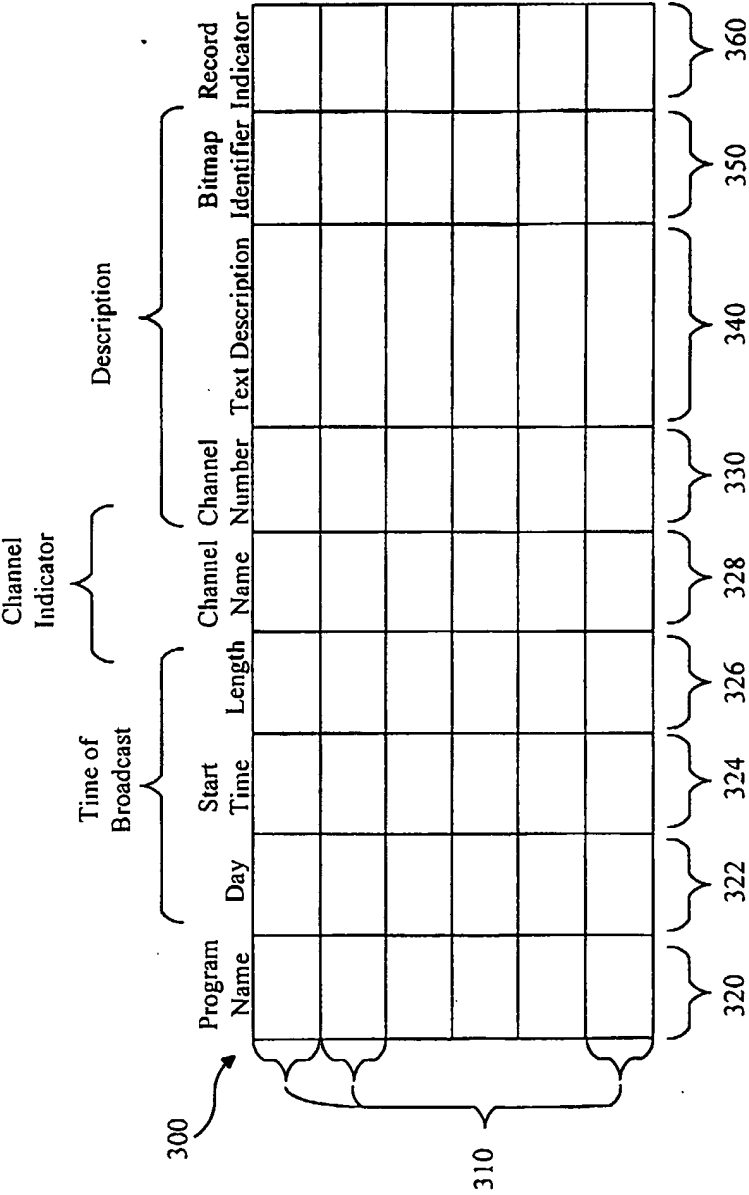 Channel
Indicator
Time of
Broadcast
Description
Program
Name
Day
Start
Time
Length
Channel
Name
Channel
Number
Text Description
Bitmap
Identifier
Record
Indicator
300
310
320
322
324
326
328
330
340
350
360